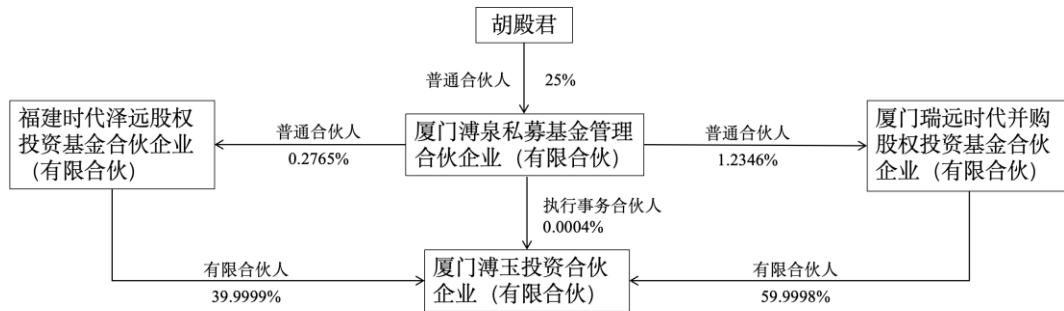 胡殿君
普通合伙人 25%
福建时代泽远股权
投资基金合伙企业
（有限合伙）
普通合伙人
0.2765%
厦门溥泉私募基金管理
合伙企业（有限合伙）
普通合伙人
1.2346%
厦门瑞远时代并购
股权投资基金合伙
企业（有限合伙）
执行事务合伙人
0.0004%
有限合伙人
39.9999%
厦门溥玉投资合伙
企业（有限合伙）
有限合伙人
59.9998%